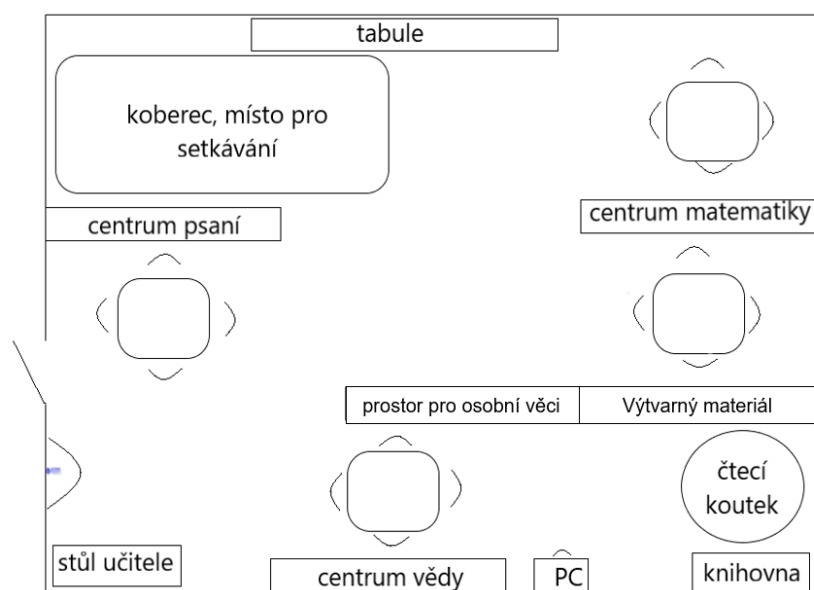 tabule
koberec, místo pro
setkávání
centrum psaní
centrum matematiky
prostor pro osobní věci
Výtvarný materiál
čtecí
koutek
stůl učitele
centrum vědy
PC
knihovna